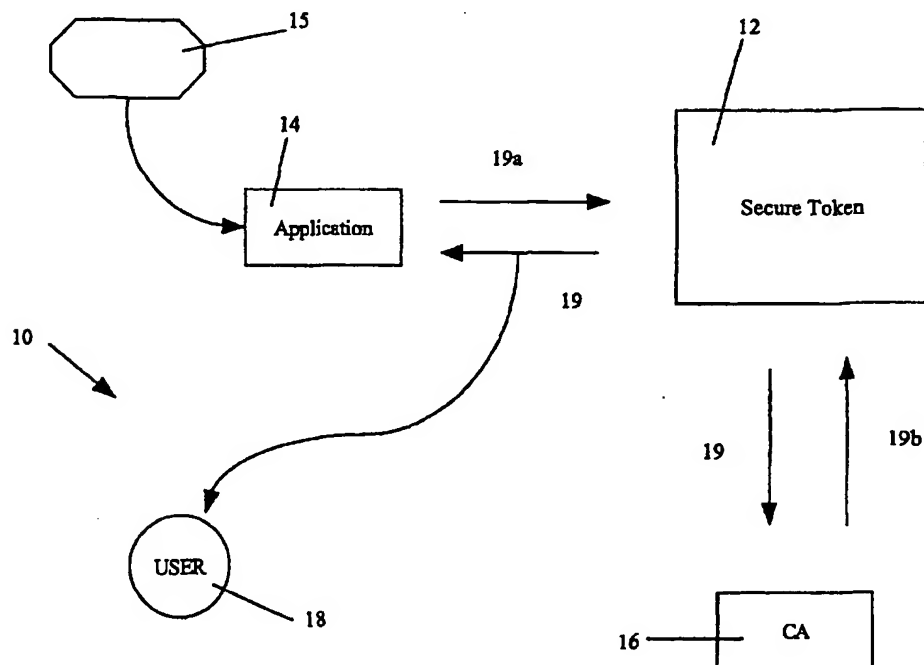 15
12
14
19a
Secure Token
Application
19
10
19
19b
USER
18
16
CA